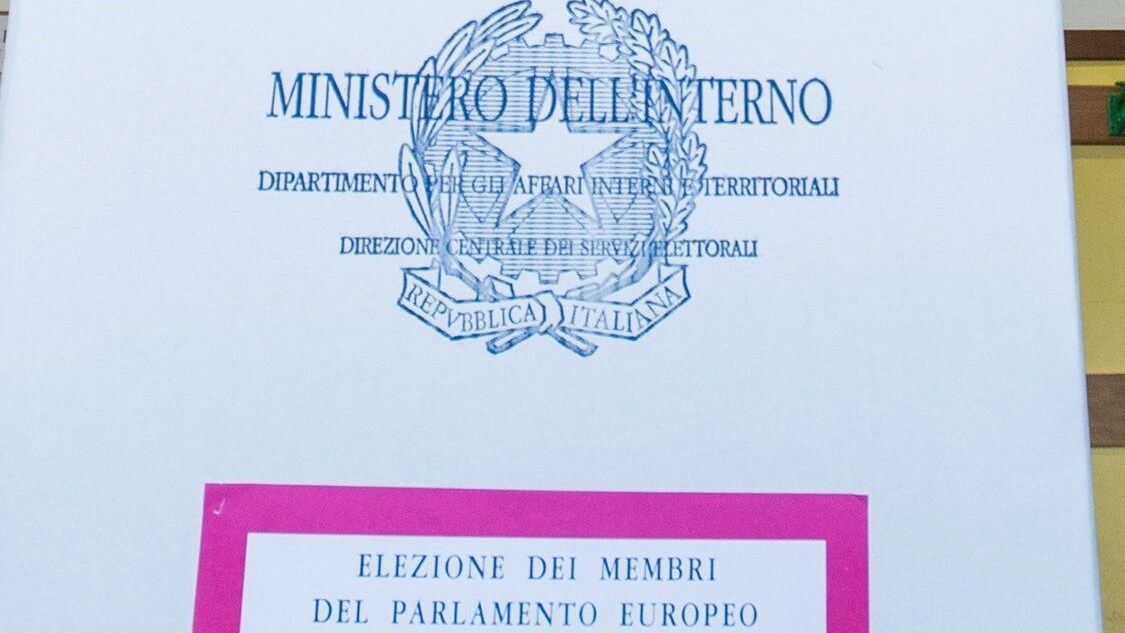 MINISTERO DELL'INTERNO
DIPARTIMENTO PER GLI AFFARI INTERNI E TERRITORIALI
DIREZIONE CENTRALE DEI SERVIZI ELETTORALI
REPVBBLICA ITALIANA
ELEZIONE DEI MEMBRI
DEL PARLAMENTO EUROPEO